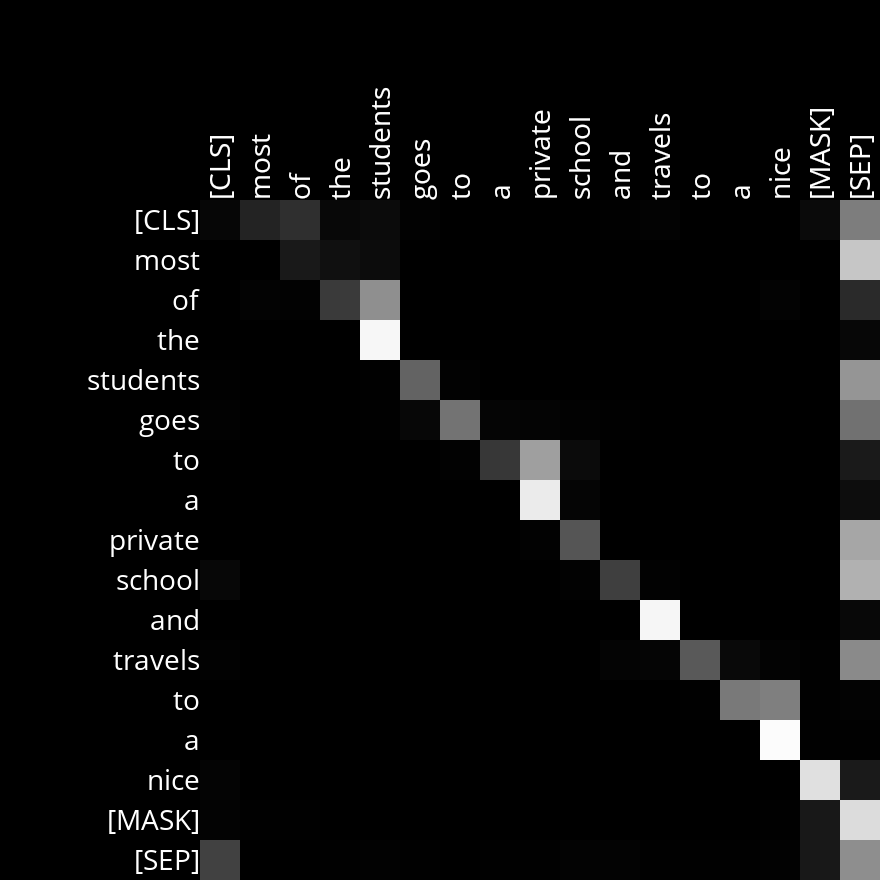 [CLS]
most
of
the
students
goes
to
a
private
school
and
travels
to
a
nice
[MASK]
[SEP]
[CLS]
most
of
the
students
goes
to
a
private
school
and
travels
to
a
nice
[MASK]
[SEP]